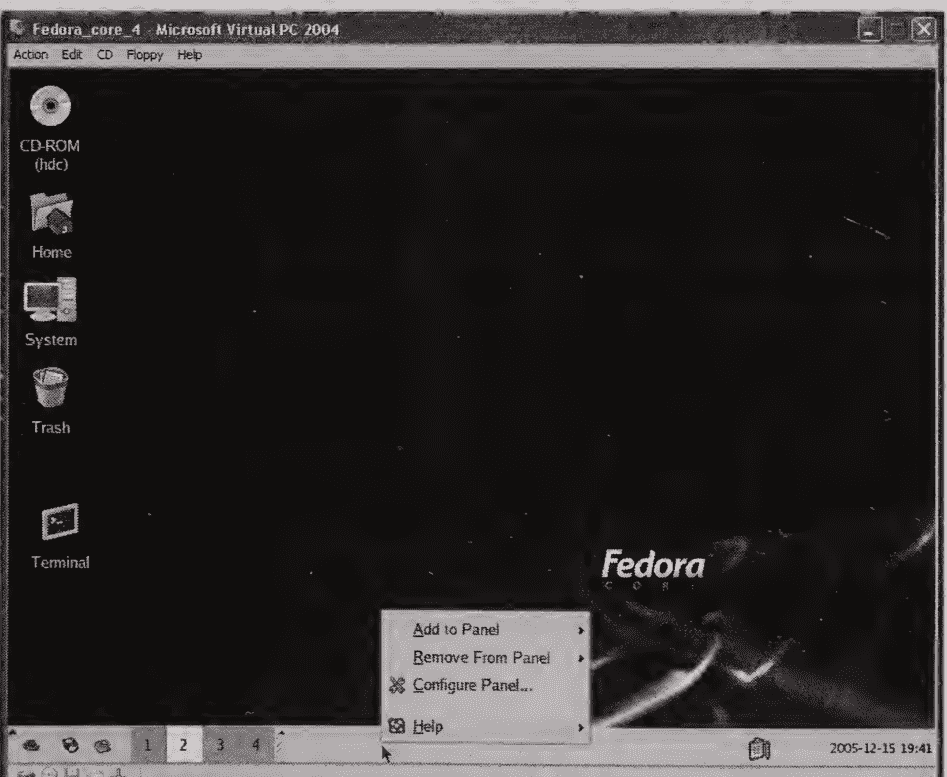 Fedora_core_4 - Microsoft Virtual PC 2004
Action Edit CD Floppy Help
CD-ROM
(hdc)
Home
System
Trash
Terminal
Fedora
C O R
Add to Panel
Remove From Panel
Configure Panel...
Help
1 2 3 4
2005-12-15 19:41